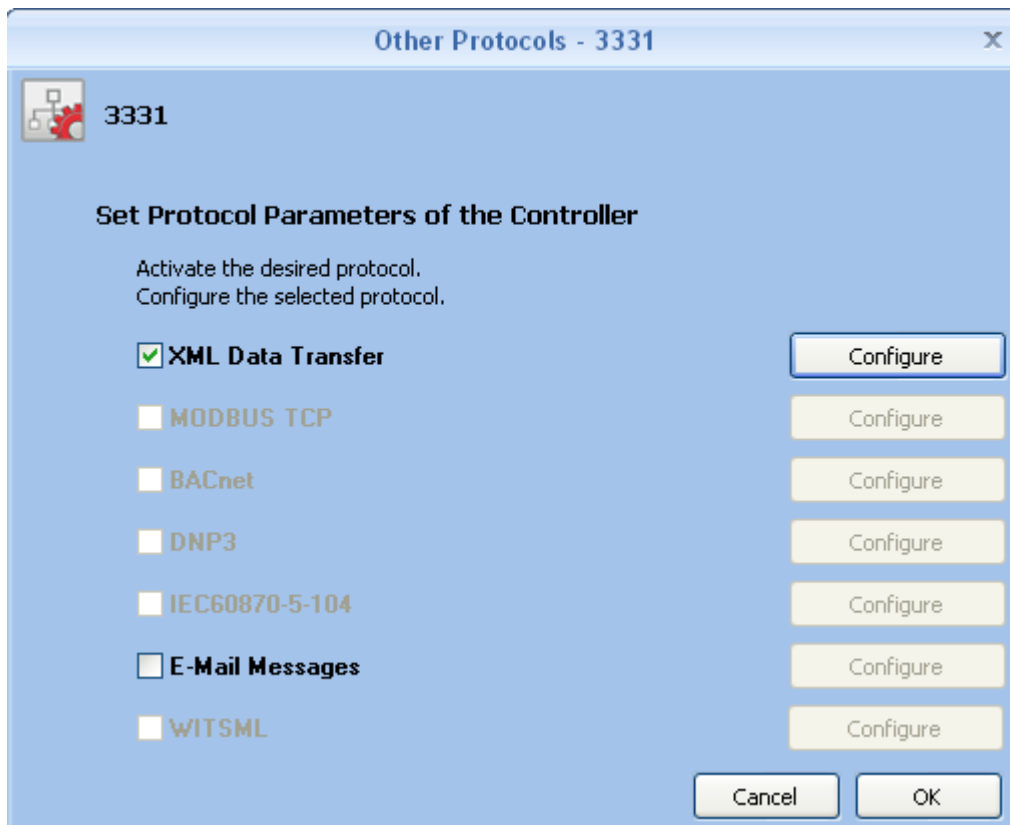 Other Protocols - 3331
3331
Set Protocol Parameters of the Controller
Activate the desired protocol.
Configure the selected protocol.
XML Data Transfer Configure
MODBUS TCP Configure
BACnet Configure
DNP3 Configure
IEC60870-5-104 Configure
E-Mail Messages Configure
WITSML Configure
Cancel OK